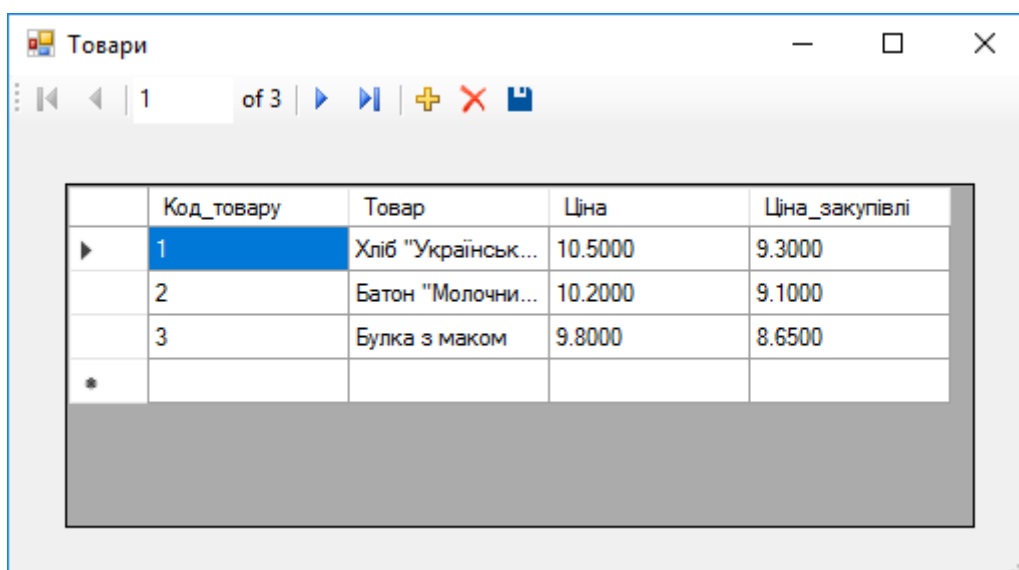 Товари
1 of 3
Код_товару Товар Ціна Ціна_закупівлі
1 Хліб "Українськ... 10.5000 9.3000
2 Батон "Молочни... 10.2000 9.1000
3 Булка з маком 9.8000 8.6500